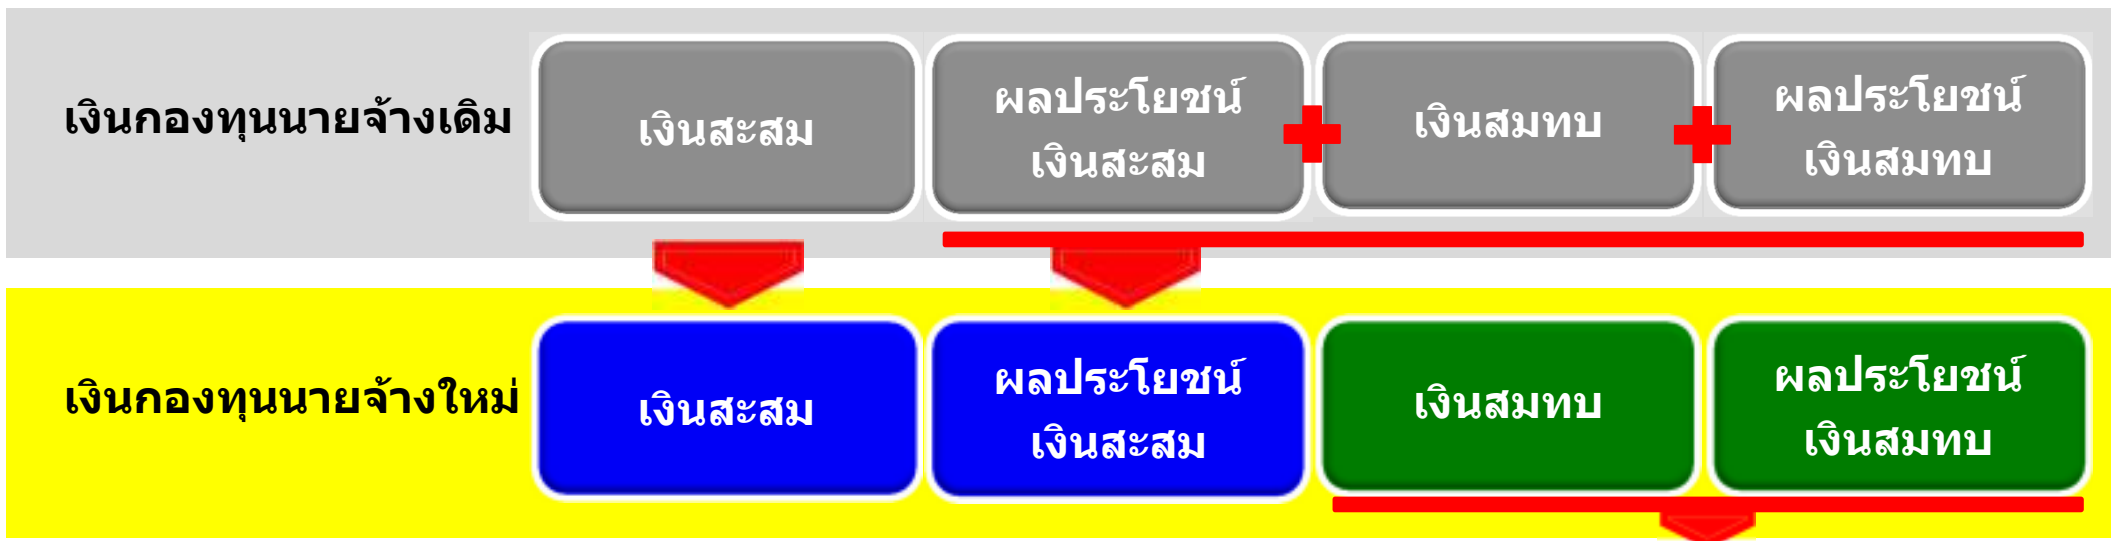 เงินกองทุนนายจ้างเดิม
เงินสะสม
ผลประโยชน์
เงินสะสม
เงินสมทบ
ผลประโยชน์
เงินสมทบ
เงินกองทุนนายจ้างใหม่
เงินสะสม
ผลประโยชน์
เงินสะสม
เงินสมทบ
ผลประโยชน์
เงินสมทบ